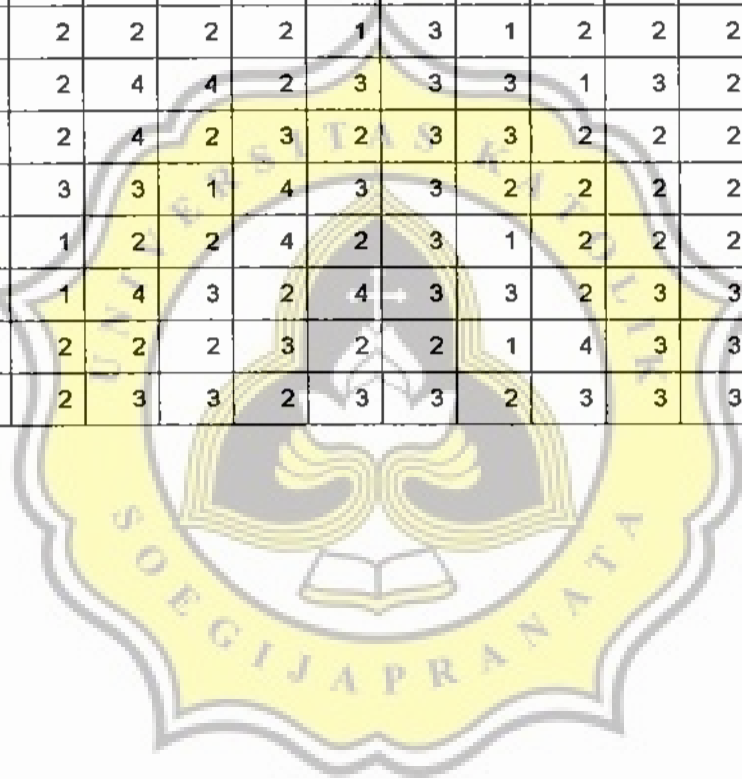 2 2 2 2 1 3 1 2 2 2
2 4 4 2 3 3 3 1 3 2
2 4 2 3 2 3 3 2 2 2
3 3 1 4 3 3 2 2 2 2
1 2 2 4 2 3 1 2 2 2
1 4 3 2 4 3 3 2 3 3
2 2 2 3 2 2 1 4 3 3
2 3 3 2 3 3 2 3 3 3
UNIVERSITAS KATOLIK
SOEGIJAPRANATA